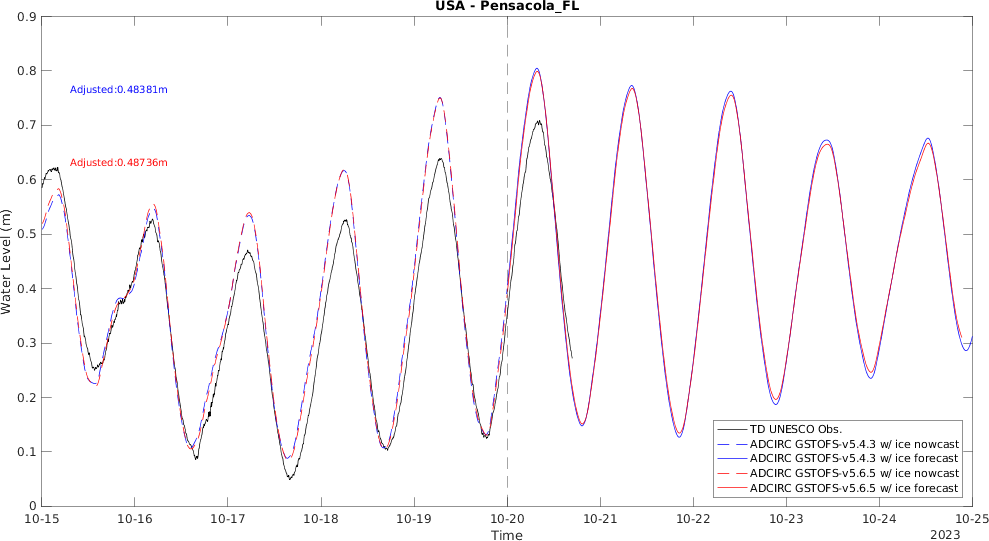 USA - Pensacola_FL
0.9
0.8
0.7
0.6
0.5
0.4
0.3
0.2
0.1
0
Water Level (m)
Adjusted:0.48381m
Adjusted:0.48736m
TD UNESCO Obs.
ADCIRC GSTOFS-v5.4.3 w/ ice nowcast
ADCIRC GSTOFS-v5.4.3 w/ ice forecast
ADCIRC GSTOFS-v5.6.5 w/ ice nowcast
ADCIRC GSTOFS-v5.6.5 w/ ice forecast
10-15 10-16 10-17 10-18 10-19 10-20 10-21 10-22 10-23 10-24 10-25
Time
2023